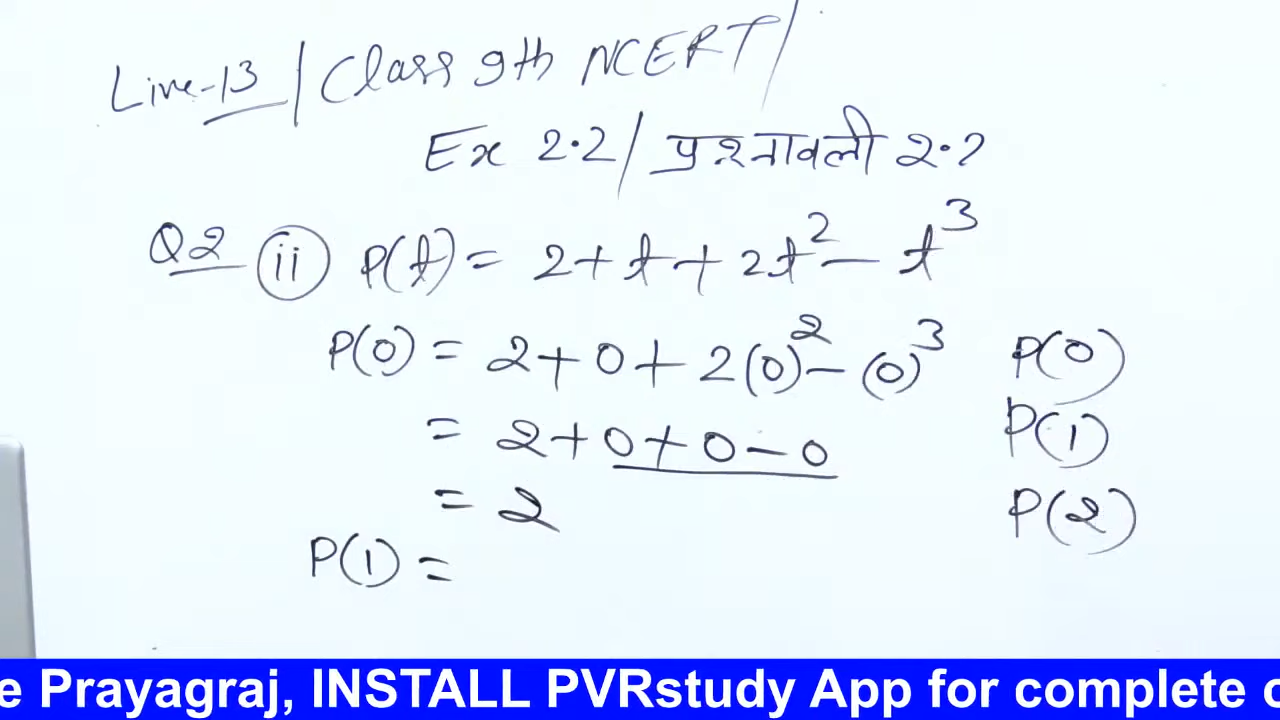 Live-13 / Class 9th NCERT /
Ex 2.2 / प्रश्नावली 2.2
Q2 (ii) P(t) = 2 + t + 2t² - t³
P(0) = 2 + 0 + 2(0)² - (0)³ P(0)
= 2 + 0 + 0 - 0 P(1)
= 2 P(2)
P(1) =
e Prayagraj, INSTALL PVRstudy App for complete c